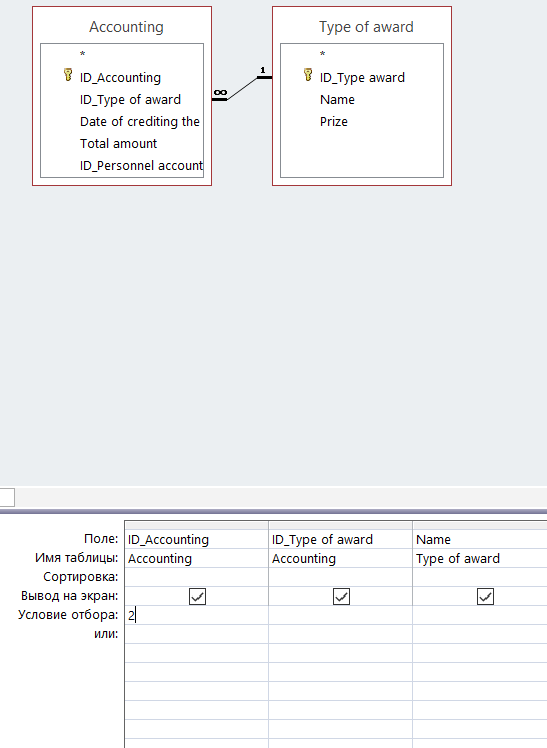 Accounting
*
ID_Accounting
ID_Type of award
Date of crediting the
Total amount
ID_Personnel account
∞
1
Type of award
*
ID_Type award
Name
Prize
Поле: ID_Accounting ID_Type of award Name
Имя таблицы: Accounting Accounting Type of award
Сортировка:
Вывод на экран:
Условие отбора: 2
или: